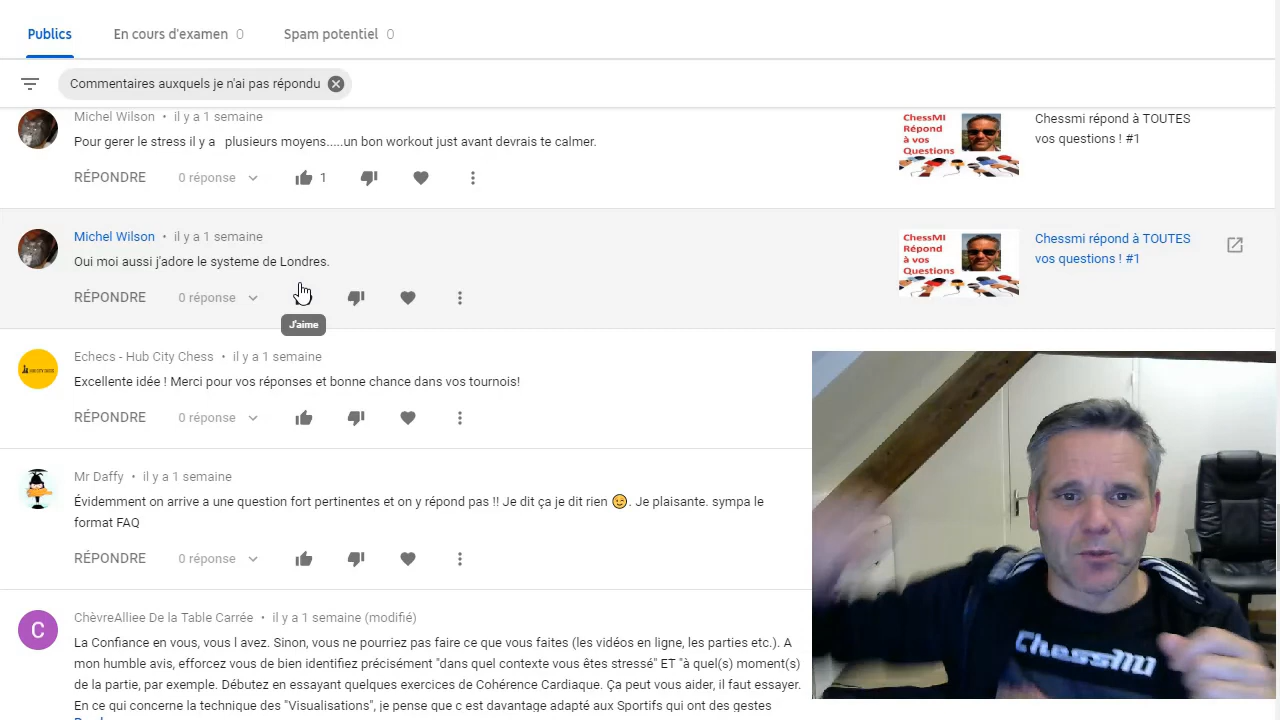 Publics En cours d'examen 0 Spam potentiel 0
Commentaires auxquels je n'ai pas répondu
Michel Wilson • il y a 1 semaine
Pour gerer le stress il y a plusieurs moyens.....un bon workout just avant devrais te calmer.
RÉPONDRE 0 réponse 1
ChessMI
Répond
à vos
Questions
ChessMi répond à TOUTES
vos questions ! #1
Michel Wilson • il y a 1 semaine
Oui moi aussi j'adore le système de Londres.
RÉPONDRE 0 réponse
J'aime
ChessMI
Répond
à vos
Questions
Chessmi répond à TOUTES
vos questions ! #1
Echecs - Hub City Chess • il y a 1 semaine
Excellente idée ! Merci pour vos réponses et bonne chance dans vos tournois!
RÉPONDRE 0 réponse
Mr Daffy • il y a 1 semaine
Évidemment on arrive a une question fort pertinentes et on y répond pas !! Je dit ça je dit rien 😉. Je plaisante. sympa le
format FAQ
RÉPONDRE 0 réponse
C
ChèvreAlliee De la Table Carrée • il y a 1 semaine (modifié)
La Confiance en vous, vous l avez. Sinon, vous ne pourriez pas faire ce que vous faites (les vidéos en ligne, les parties etc.). A
mon humble avis, efforcez vous de bien identifiez précisément "dans quel contexte vous êtes stressé" ET "à quel(s) moment(s)
de la partie, par exemple. Débutez en essayant quelques exercices de Cohérence Cardiaque. Ça peut vous aider, il faut essayer.
En ce qui concerne la technique des "Visualisations", je pense que c est davantage adapté aux Sportifs qui ont des gestes
ChessMI